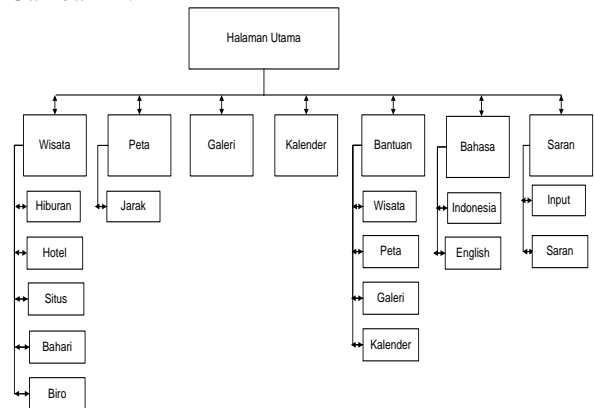 Halaman Utama
Wisata
Peta
Galeri
Kalender
Bantuan
Bahasa
Saran
Hiburan
Hotel
Situs
Bahari
Biro
Jarak
Wisata
Peta
Galeri
Kalender
Indonesia
English
Input
Saran